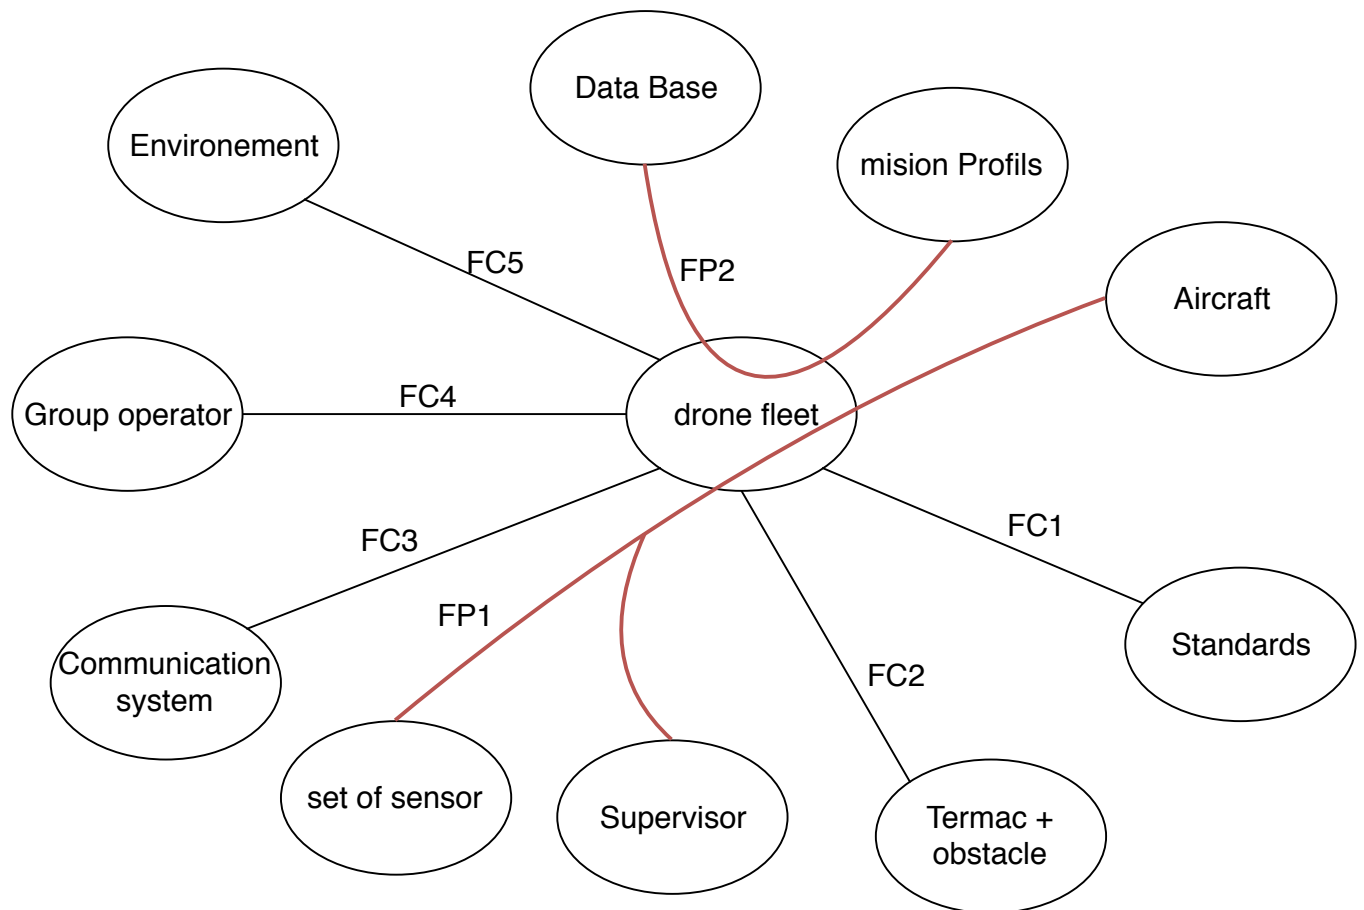 Data Base
Environement
mision Profils
FC5
FP2
Aircraft
FC4
Group operator
drone fleet
FC1
FC3
FP1
Standards
Communication
system
FC2
set of sensor
Supervisor
Termac +
obstacle